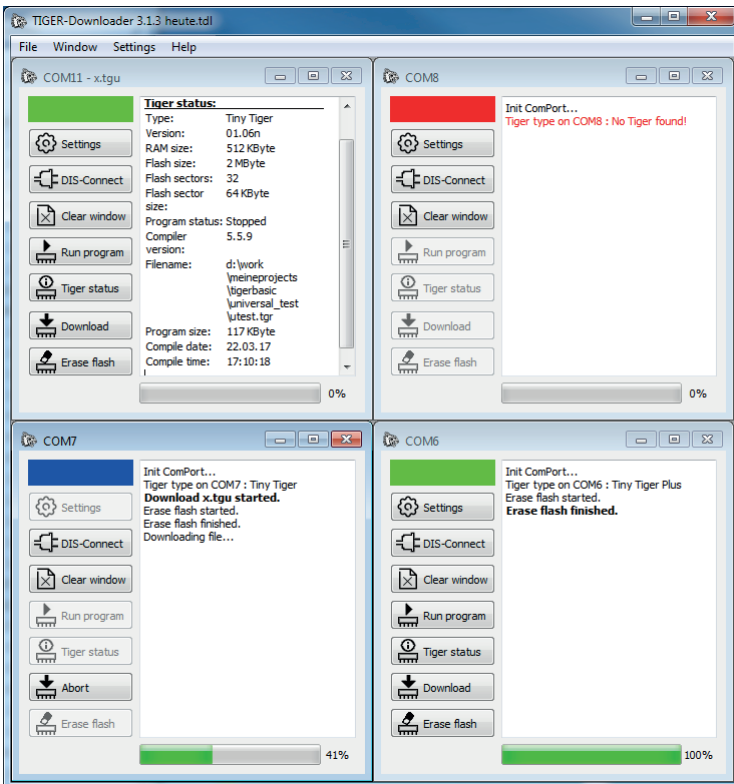 TIGER-Downloader 3.1.3 heute.tdl
File Window Settings Help
COM11 - x.tgu
Settings
DIS-Connect
Clear window
Run program
Tiger status
Download
Erase flash
Tiger status:
Type: Tiny Tiger
Version: 01.06n
RAM size: 512 KByte
Flash size: 2 MByte
Flash sectors: 32
Flash sector 64 KByte
size:
Program status: Stopped
Compiler 5.5.9
version:
Filename: d:\work
\meineprojects
\tigerbasic
\universal_test
\utest.tgr
Program size: 117 KByte
Compile date: 22.03.17
Compile time: 17:10:18
0%
COM8
Settings
DIS-Connect
Clear window
Run program
Tiger status
Download
Erase flash
Init ComPort...
Tiger type on COM8 : No Tiger found!
0%
COM7
Settings
DIS-Connect
Clear window
Run program
Tiger status
Abort
Erase flash
Init ComPort...
Tiger type on COM7 : Tiny Tiger
Download x.tgu started.
Erase flash started.
Erase flash finished.
Downloading file...
41%
COM6
Settings
DIS-Connect
Clear window
Run program
Tiger status
Download
Erase flash
Init ComPort...
Tiger type on COM6 : Tiny Tiger Plus
Erase flash started.
Erase flash finished.
100%